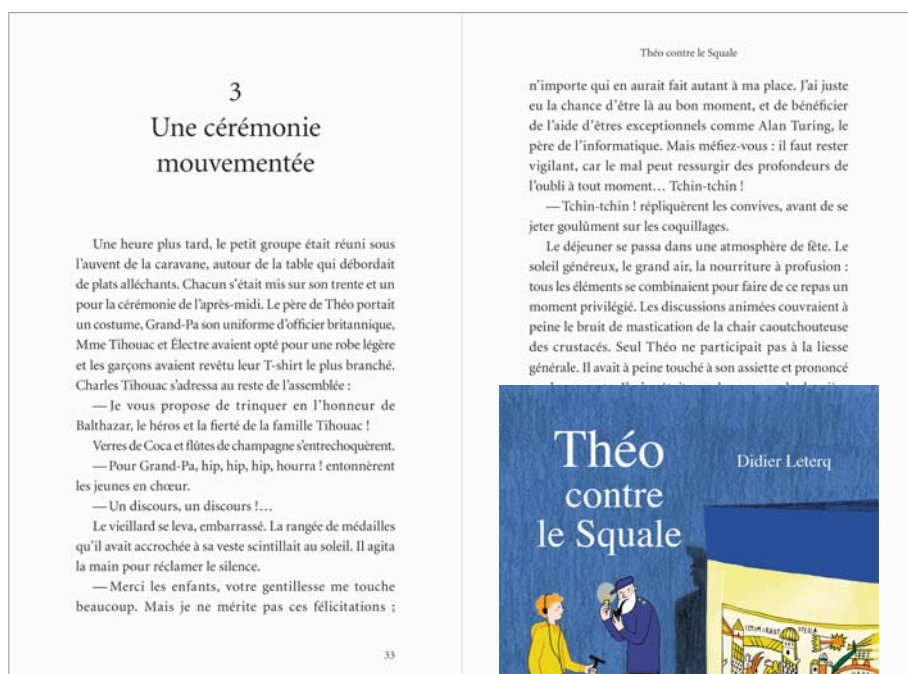 3
Une cérémonie
mouvementée
Une heure plus tard, le petit groupe était réuni sous
l’auvent de la caravane, autour de la table qui débordait
de plats alléchants. Chacun s’était mis sur son trente et un
pour la cérémonie de l’après-midi. Le père de Théo portait
un costume, Grand-Pa son uniforme d’officier britannique,
Mme Tihouac et Électre avaient opté pour une robe légère
et les garçons avaient revêtu leur T-shirt le plus branché.
Charles Tihouac s’adressa au reste de l’assemblée :
— Je vous propose de trinquer en l’honneur de
Balthazar, le héros et la fierté de la famille Tihouac !
Verres de Coca et flûtes de champagne s’entrechoquèrent.
— Pour Grand-Pa, hip, hip, hip, hourra ! entonnèrent
les jeunes en chœur.
— Un discours, un discours !…
Le vieillard se leva, embarrassé. La rangée de médailles
qu’il avait accrochée à sa veste scintillait au soleil. Il agita
la main pour réclamer le silence.
— Merci les enfants, votre gentillesse me touche
beaucoup. Mais je ne mérite pas ces félicitations ;
33
Théo contre le Squale
n’importe qui en aurait fait autant à ma place. J’ai juste
eu la chance d’être là au bon moment, et de bénéficier
de l’aide d’êtres exceptionnels comme Alan Turing, le
père de l’informatique. Mais méfiez-vous : il faut rester
vigilant, car le mal peut ressurgir des profondeurs de
l’oubli à tout moment… Tchin-tchin !
— Tchin-tchin ! répliquèrent les convives, avant de se
jeter goulûment sur les coquillages.
Le déjeuner se passa dans une atmosphère de fête. Le
soleil généreux, le grand air, la nourriture à profusion :
tous les éléments se combinaient pour faire de ce repas un
moment privilégié. Les discussions animées couvraient à
peine le bruit de mastication de la chair caoutchouteuse
des crustacés. Seul Théo ne participait pas à la liesse
générale. Il avait à peine touché à son assiette et prononcé
Théo
contre
le Squale
Didier Leterq